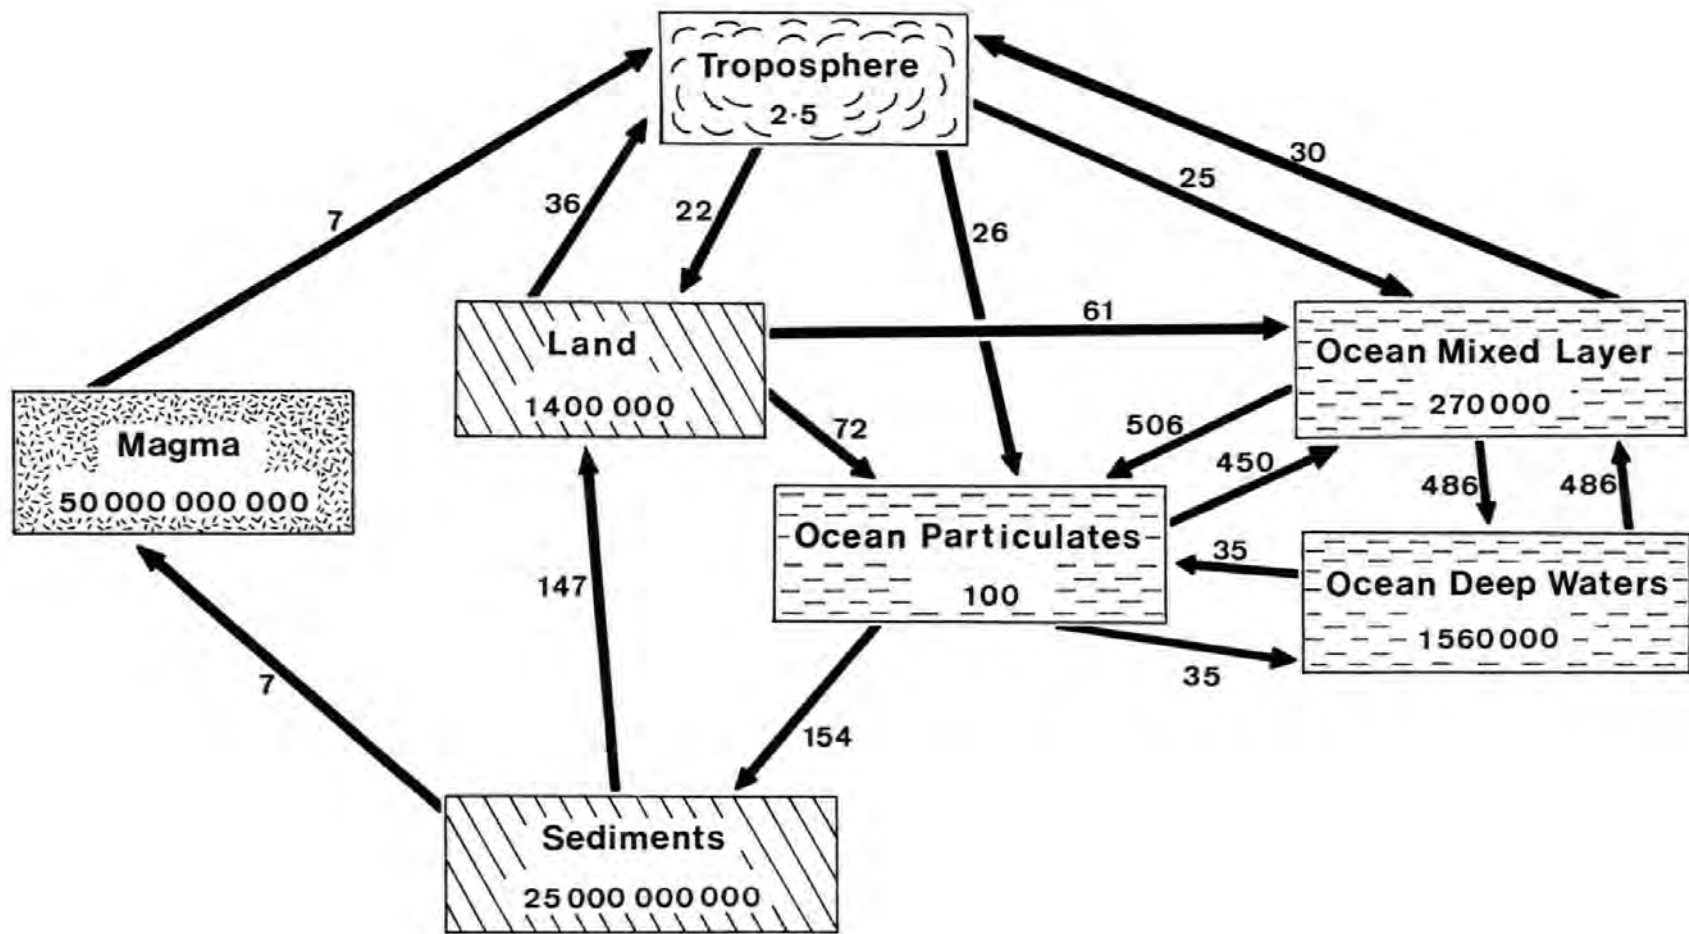 Troposphere
2·5
7
36
22
26
25
30
Land
1400 000
61
Ocean Mixed Layer
270 000
Magma
50 000 000 000
72
506
450
486
486
Ocean Particulates
100
35
Ocean Deep Waters
1560000
35
147
7
154
Sediments
25 000 000 000